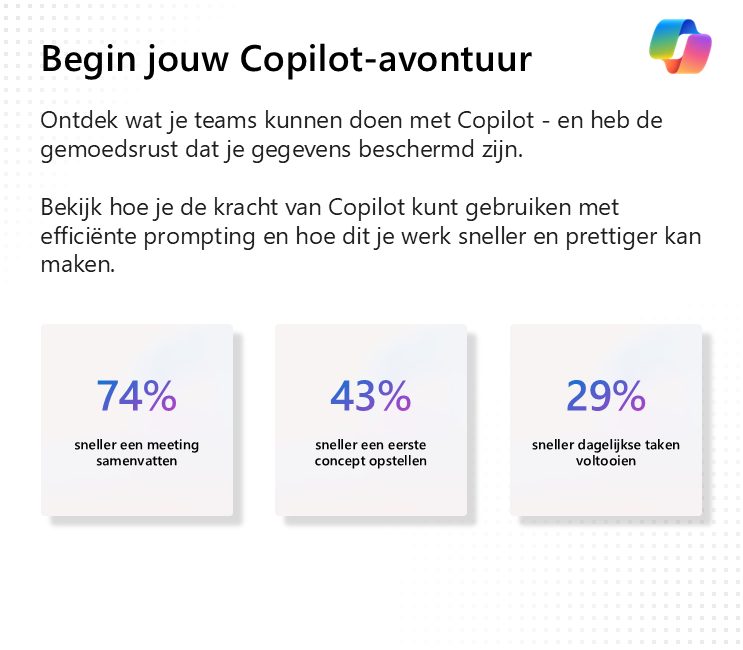 Begin jouw Copilot-avontuur
Ontdek wat je teams kunnen doen met Copilot - en heb de
gemoedsrust dat je gegevens beschermd zijn.
Bekijk hoe je de kracht van Copilot kunt gebruiken met
efficiënte prompting en hoe dit je werk sneller en prettiger kan
maken.
74%
sneller een meeting
samenvatten
43%
sneller een eerste
concept opstellen
29%
sneller dagelijkse taken
voltooien